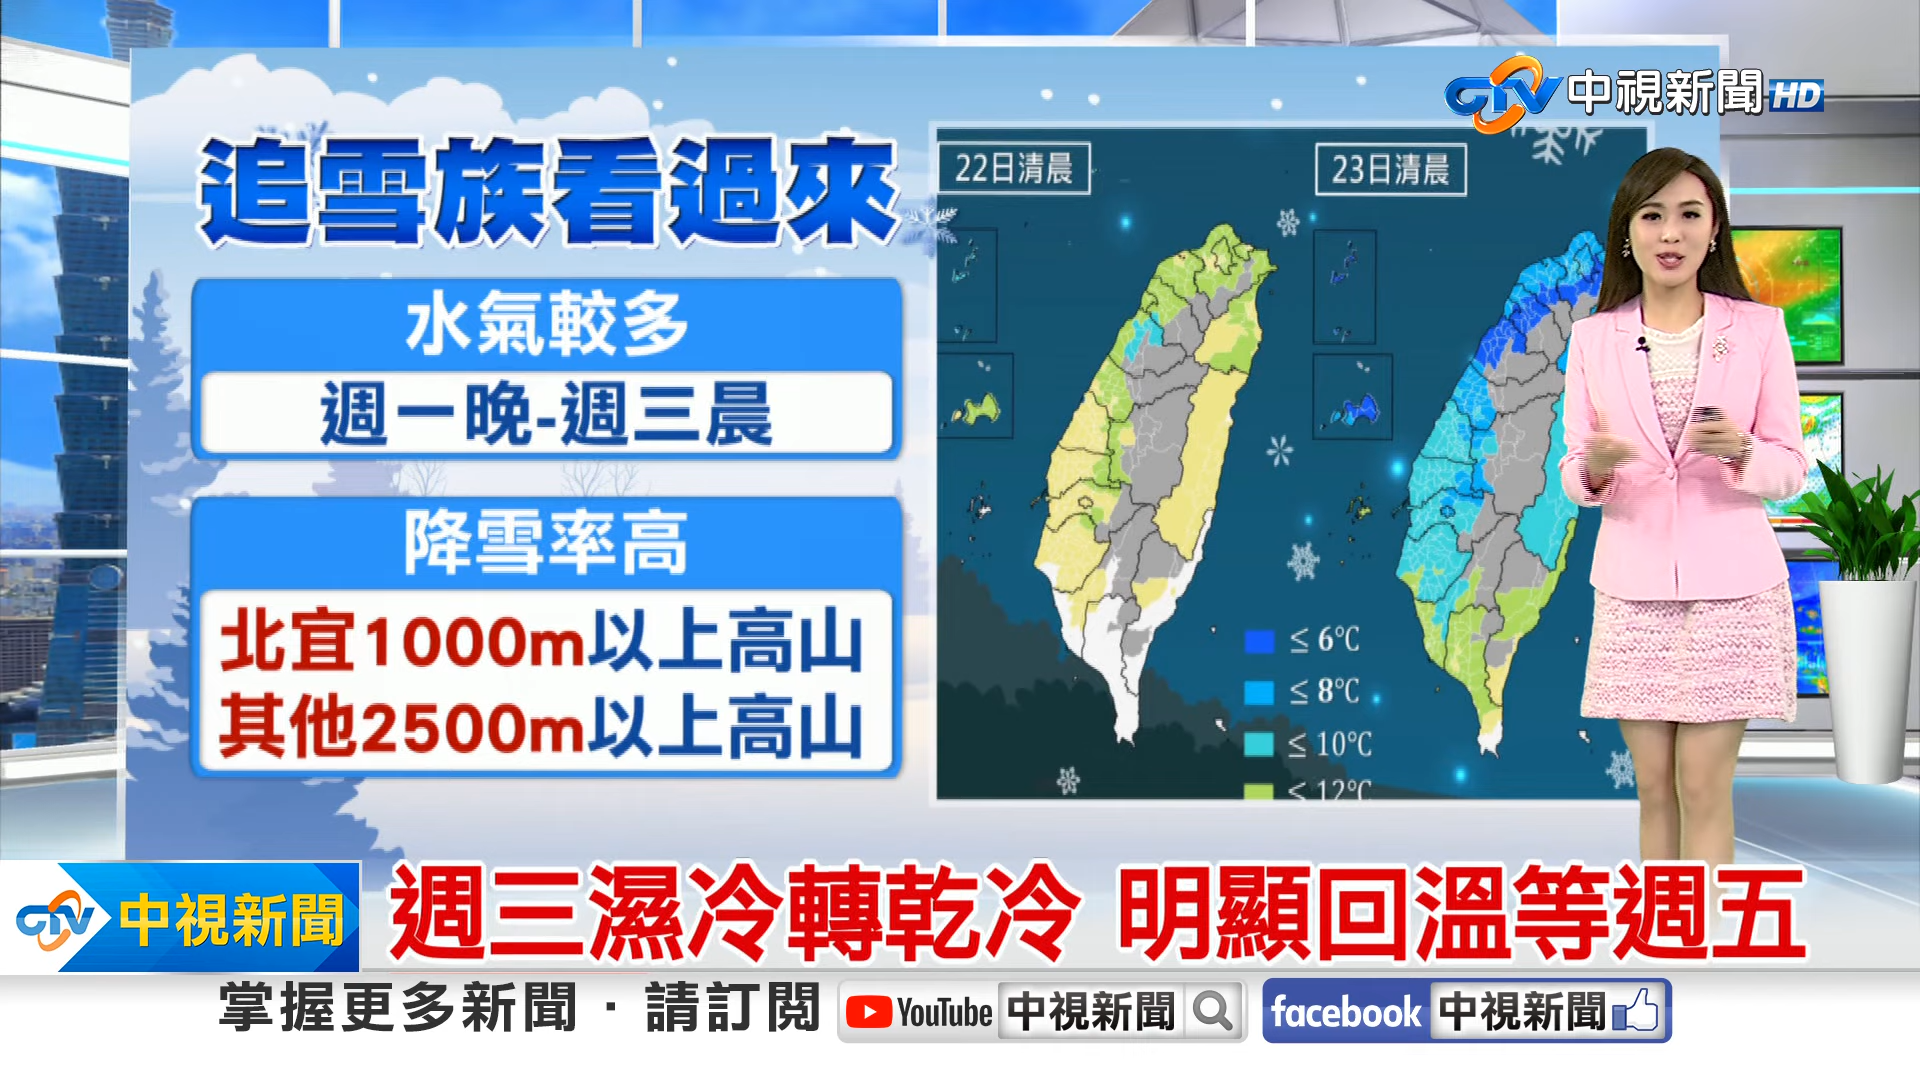 CTV中視新聞HD
追雪族看過來
水氣較多
週一晚-週三晨
降雪率高
北宜1000m以上高山
其他2500m以上高山
22日清晨
23日清晨
≤ 6°C
≤ 8°C
≤ 10°C
≤ 12°C
CTV 中視新聞
週三濕冷轉乾冷 明顯回溫等週五
掌握更多新聞・請訂閱
YouTube 中視新聞
facebook 中視新聞